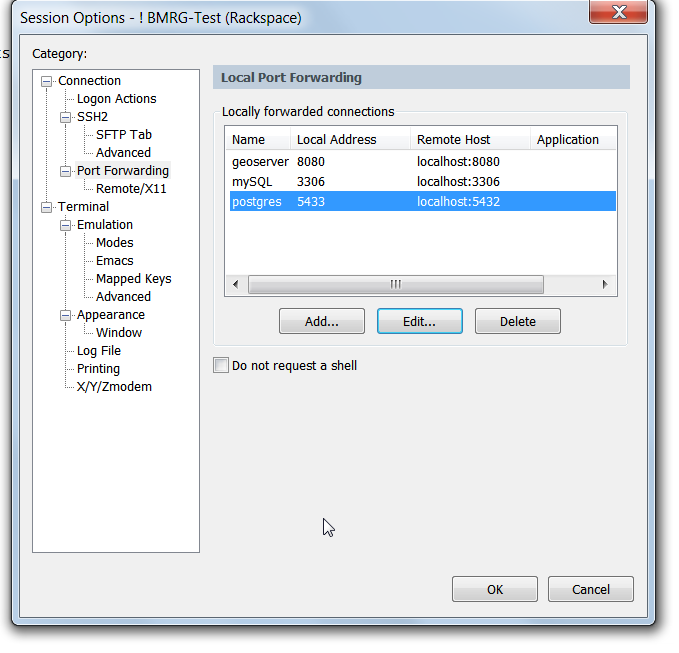 Session Options - ! BMRG-Test (Rackspace)
Category:
Connection
Logon Actions
SSH2
SFTP Tab
Advanced
Port Forwarding
Remote/X11
Terminal
Emulation
Modes
Emacs
Mapped Keys
Advanced
Appearance
Window
Log File
Printing
X/Y/Zmodem
Local Port Forwarding
Locally forwarded connections
Name Local Address Remote Host Application
geoserver 8080 localhost:8080
mySQL 3306 localhost:3306
postgres 5433 localhost:5432
Add... Edit... Delete
Do not request a shell
OK Cancel